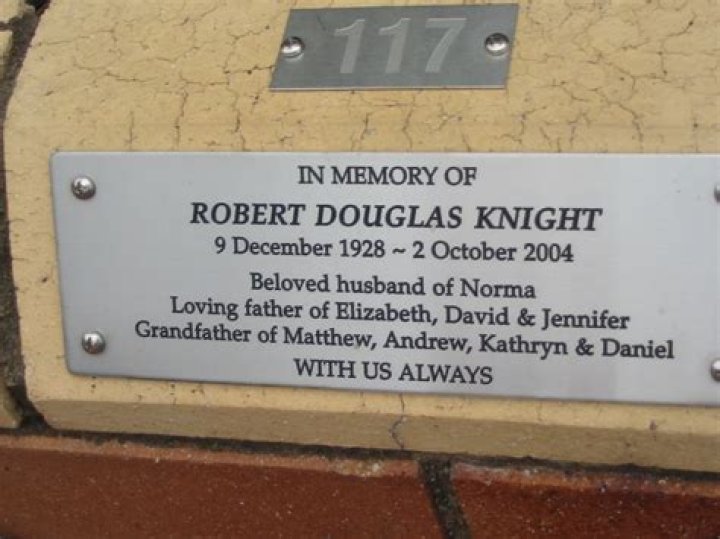 117
IN MEMORY OF
ROBERT DOUGLAS KNIGHT
9 December 1928 ~ 2 October 2004
Beloved husband of Norma
Loving father of Elizabeth, David & Jennifer
Grandfather of Matthew, Andrew, Kathryn & Daniel
WITH US ALWAYS